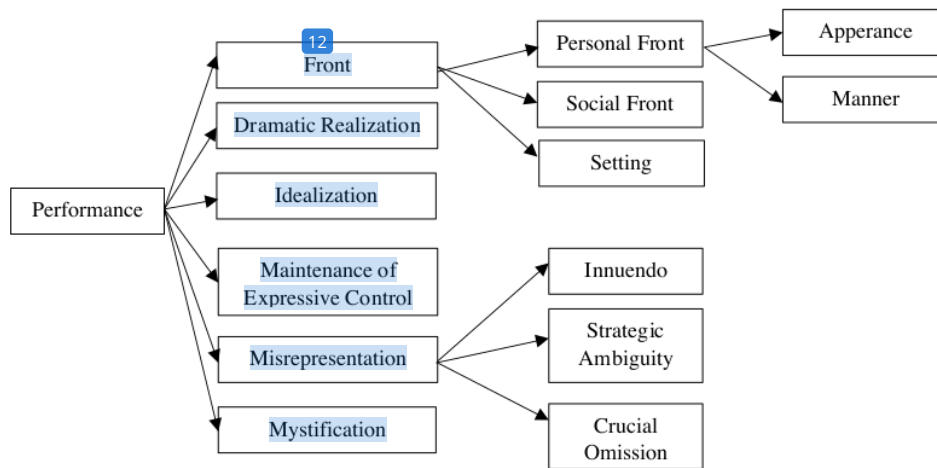 12
Front
Dramatic Realization
Idealization
Performance
Maintenance of
Expressive Control
Misrepresentation
Mystification
Personal Front
Social Front
Setting
Apperance
Manner
Innuendo
Strategic
Ambiguity
Crucial
Omission